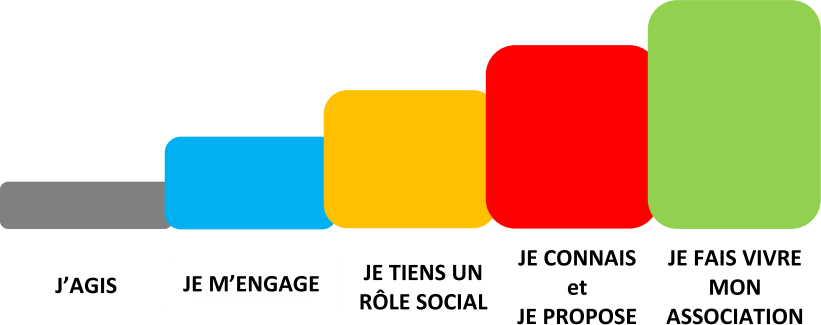 J’AGIS
JE M’ENGAGE
JE TIENS UN
RÔLE SOCIAL
JE CONNAIS
et
JE PROPOSE
JE FAIS VIVRE
MON
ASSOCIATION